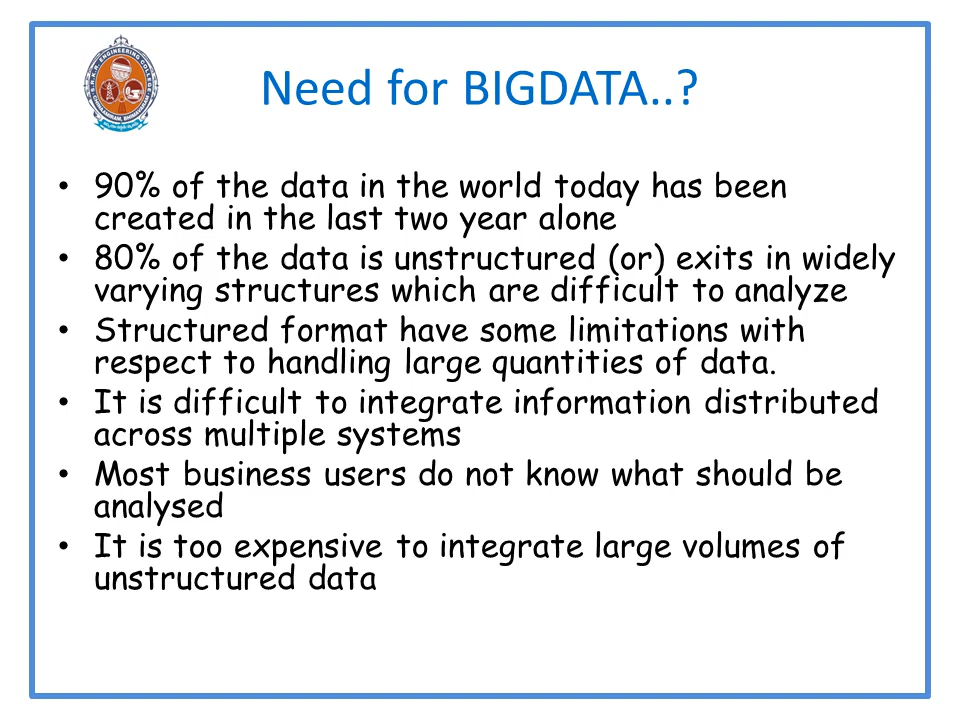 S.R.K.R. ENGINEERING COLLEGE
Need for BIGDATA..?
• 90% of the data in the world today has been
created in the last two year alone
• 80% of the data is unstructured (or) exits in widely
varying structures which are difficult to analyze
• Structured format have some limitations with
respect to handling large quantities of data.
• It is difficult to integrate information distributed
across multiple systems
• Most business users do not know what should be
analysed
• It is too expensive to integrate large volumes of
unstructured data